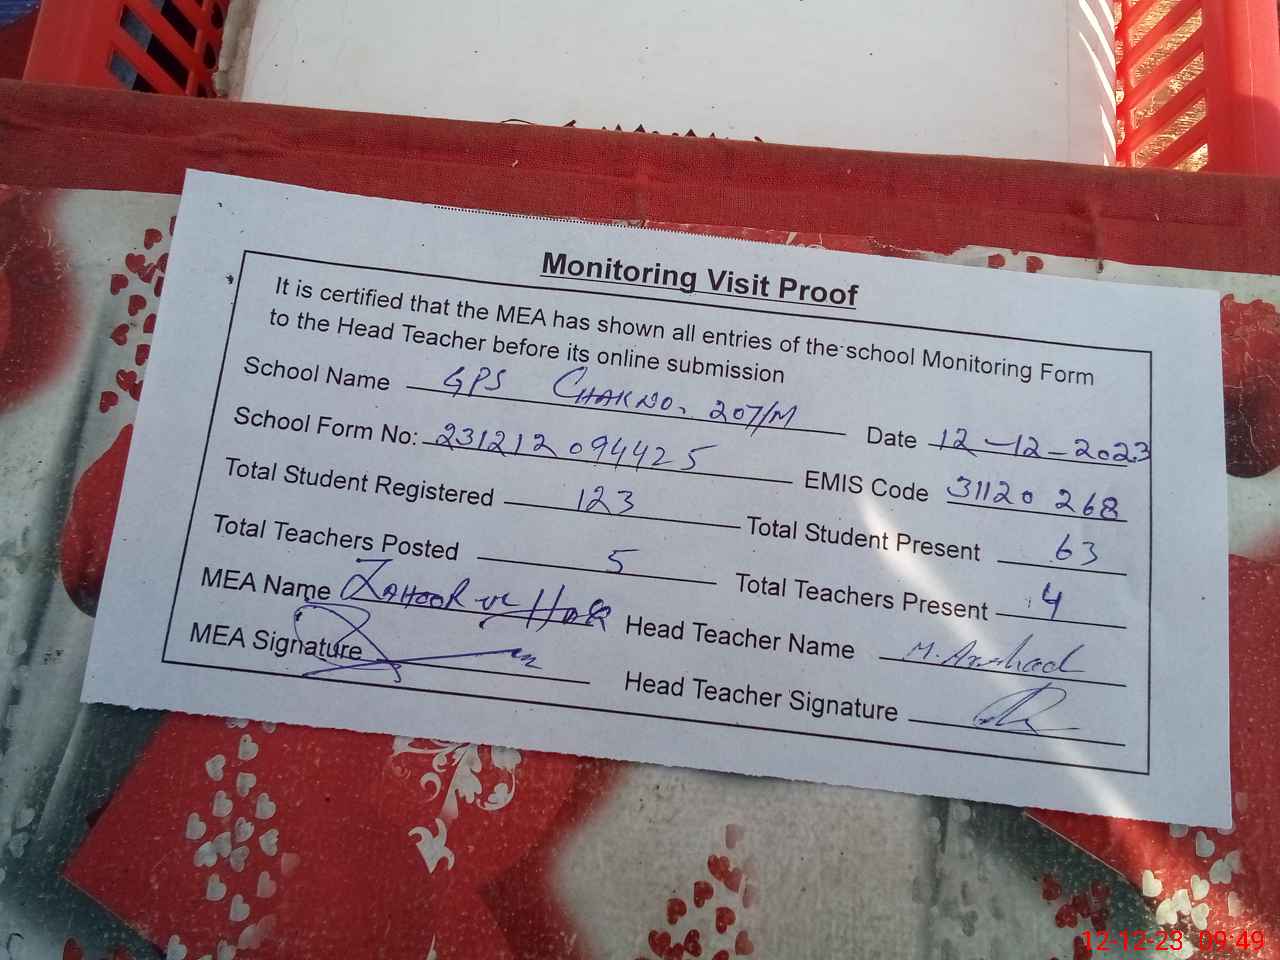 Monitoring Visit Proof
It is certified that the MEA has shown all entries of the school Monitoring Form
to the Head Teacher before its online submission
School Name GPS CHAK NO. 207/M Date 12-12-2023
School Form No: 231212094425 EMIS Code 31120268
Total Student Registered 123 Total Student Present 63
Total Teachers Posted 5 Total Teachers Present 4
MEA Name ZAHOOR UL HAQ Head Teacher Name M. Arshad
MEA Signature Head Teacher Signature
12-12-23 09:49